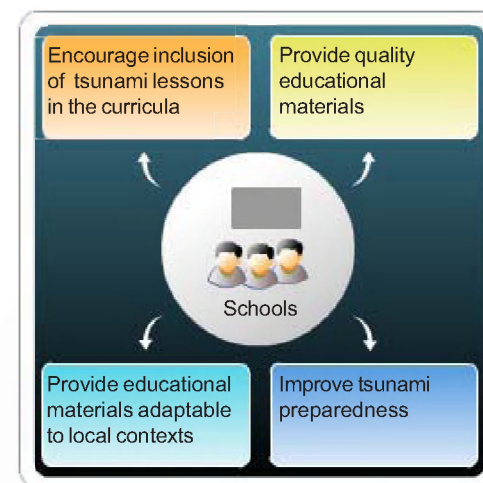 Encourage inclusion
of tsunami lessons
in the curricula
Provide quality
educational
materials
Schools
Provide educational
materials adaptable
to local contexts
Improve tsunami
preparedness